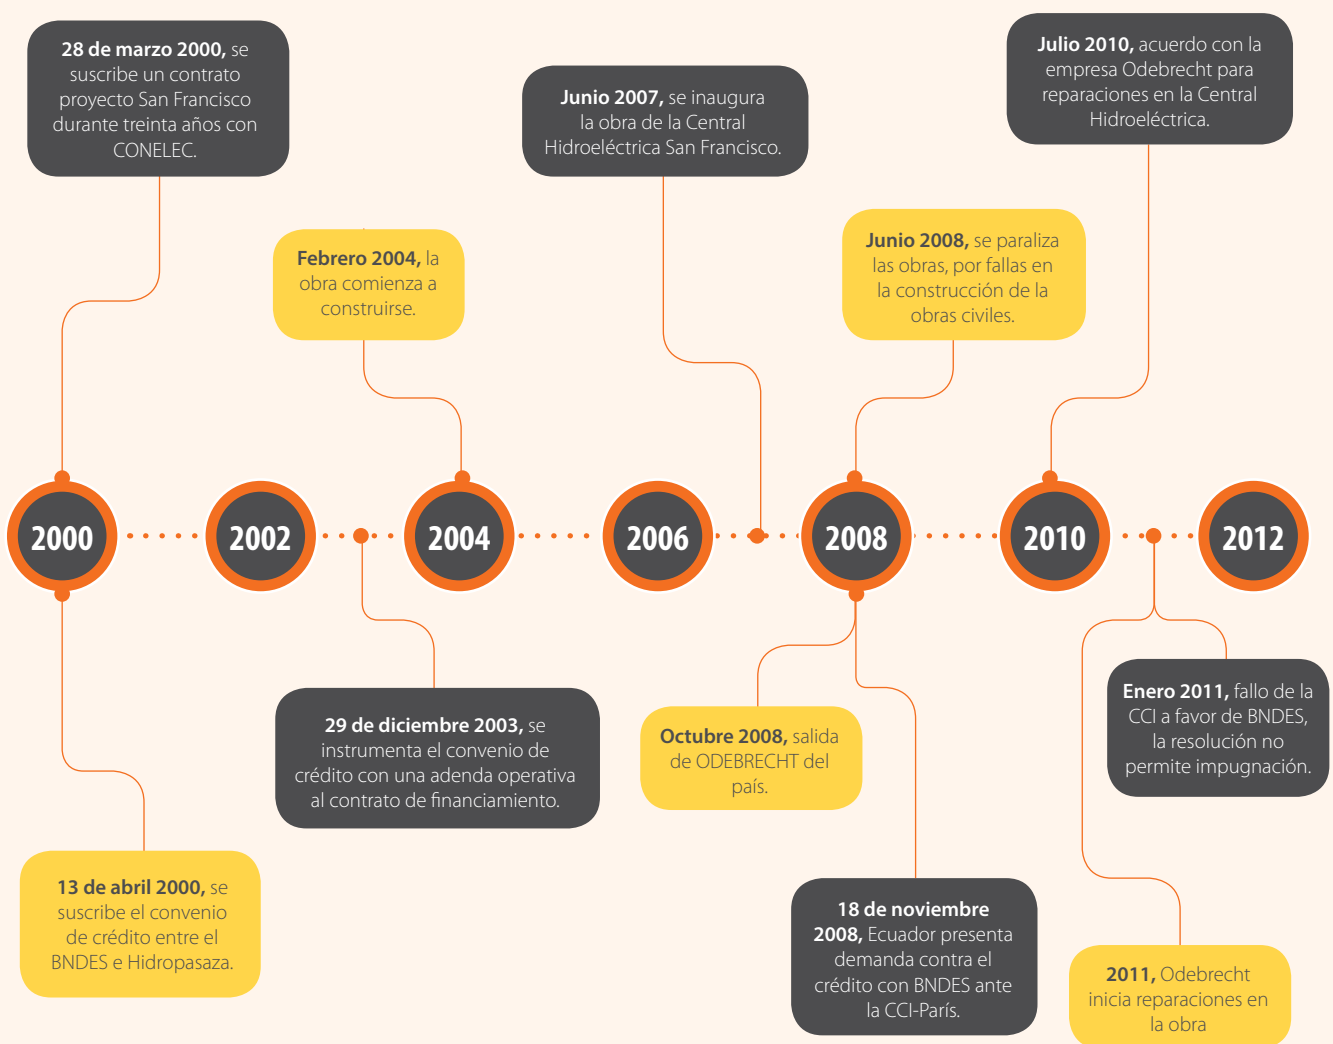 28 de marzo 2000, se
suscribe un contrato
proyecto San Francisco
durante treinta años con
CONELEC.
Junio 2007, se inaugura
la obra de la Central
Hidroeléctrica San Francisco.
Julio 2010, acuerdo con la
empresa Odebrecht para
reparaciones en la Central
Hidroeléctrica.
Febrero 2004, la
obra comienza a
construirse.
Junio 2008, se paraliza
las obras, por fallas en
la construcción de la
obras civiles.
2000
2002
2004
2006
2008
2010
2012
29 de diciembre 2003, se
instrumenta el convenio de
crédito con una adenda operativa
al contrato de financiamiento.
Octubre 2008, salida
de ODEBRECHT del
país.
Enero 2011, fallo de la
CCI a favor de BNDES,
la resolución no
permite impugnación.
13 de abril 2000, se
suscribe el convenio
de crédito entre el
BNDES e Hidropasaza.
18 de noviembre
2008, Ecuador presenta
demanda contra el
crédito con BNDES ante
la CCI-París.
2011, Odebrecht
inicia reparaciones en
la obra